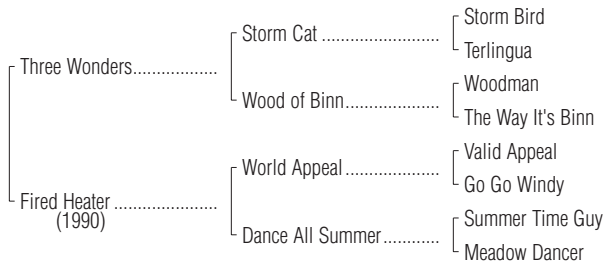 Storm Bird
Storm Cat ........................
Terlingua
Three Wonders.................
Woodman
Wood of Binn...................
The Way It's Binn
Valid Appeal
World Appeal ...................
Go Go Windy
Fired Heater .....................
(1990)
Summer Time Guy
Dance All Summer...........
Meadow Dancer